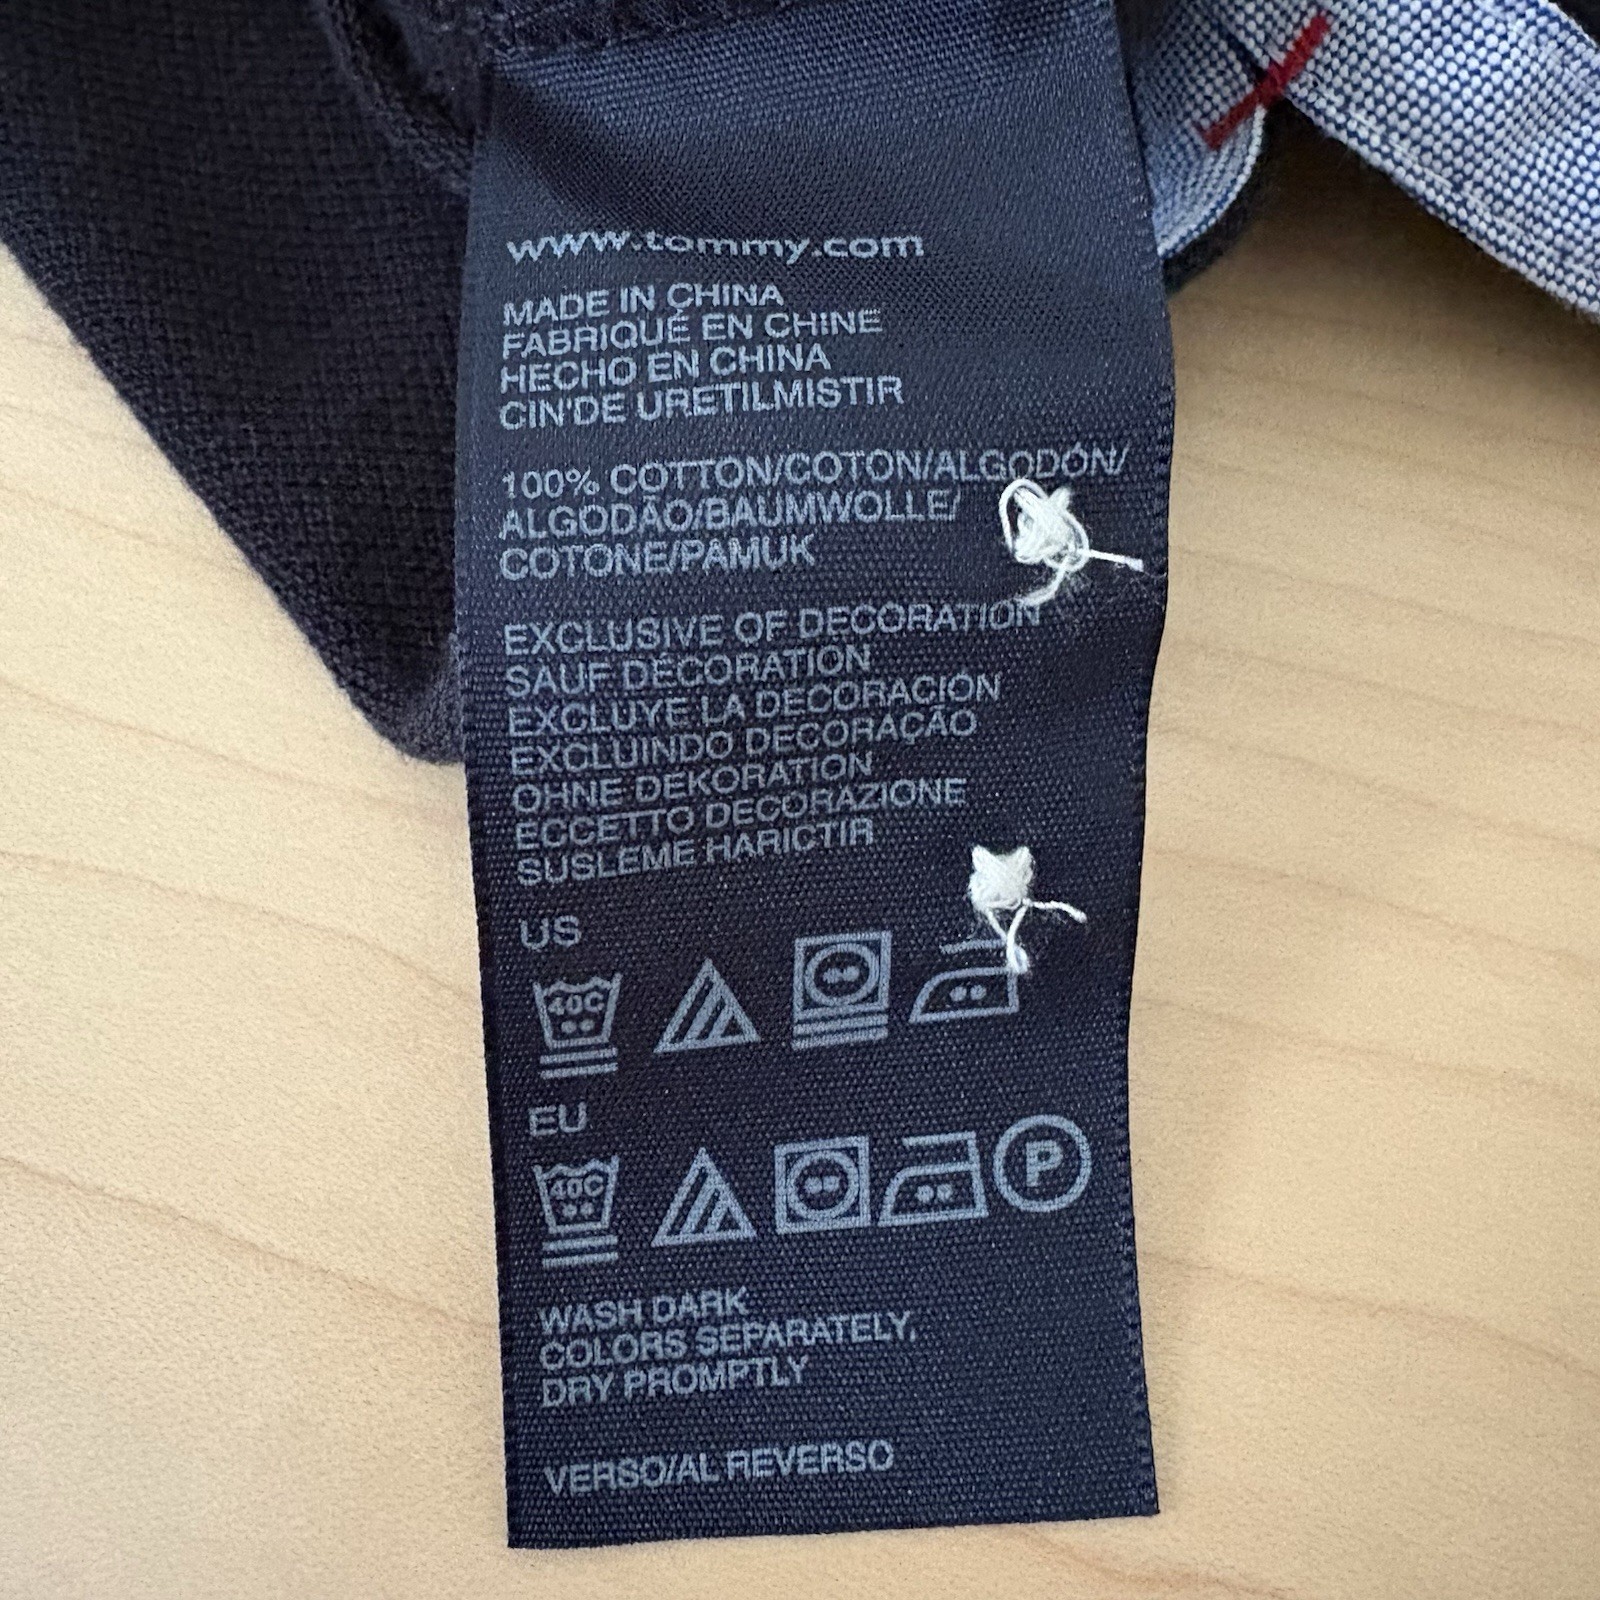 www.tommy.com
MADE IN CHINA
FABRIQUÉ EN CHINE
HECHO EN CHINA
CIN'DE URETILMISTIR
100% COTTON/COTON/ALGODÓN/
ALGODÃO/BAUMWOLLE/
COTONE/PAMUK
EXCLUSIVE OF DECORATION
SAUF DÉCORATION
EXCLUYE LA DECORACIÓN
EXCLUINDO DECORAÇÃO
OHNE DEKORATION
ECCETTO DECORAZIONE
SUSLEME HARICTIR
US
40C
EU
40C P
WASH DARK
COLORS SEPARATELY,
DRY PROMPTLY
VERSO/AL REVERSO